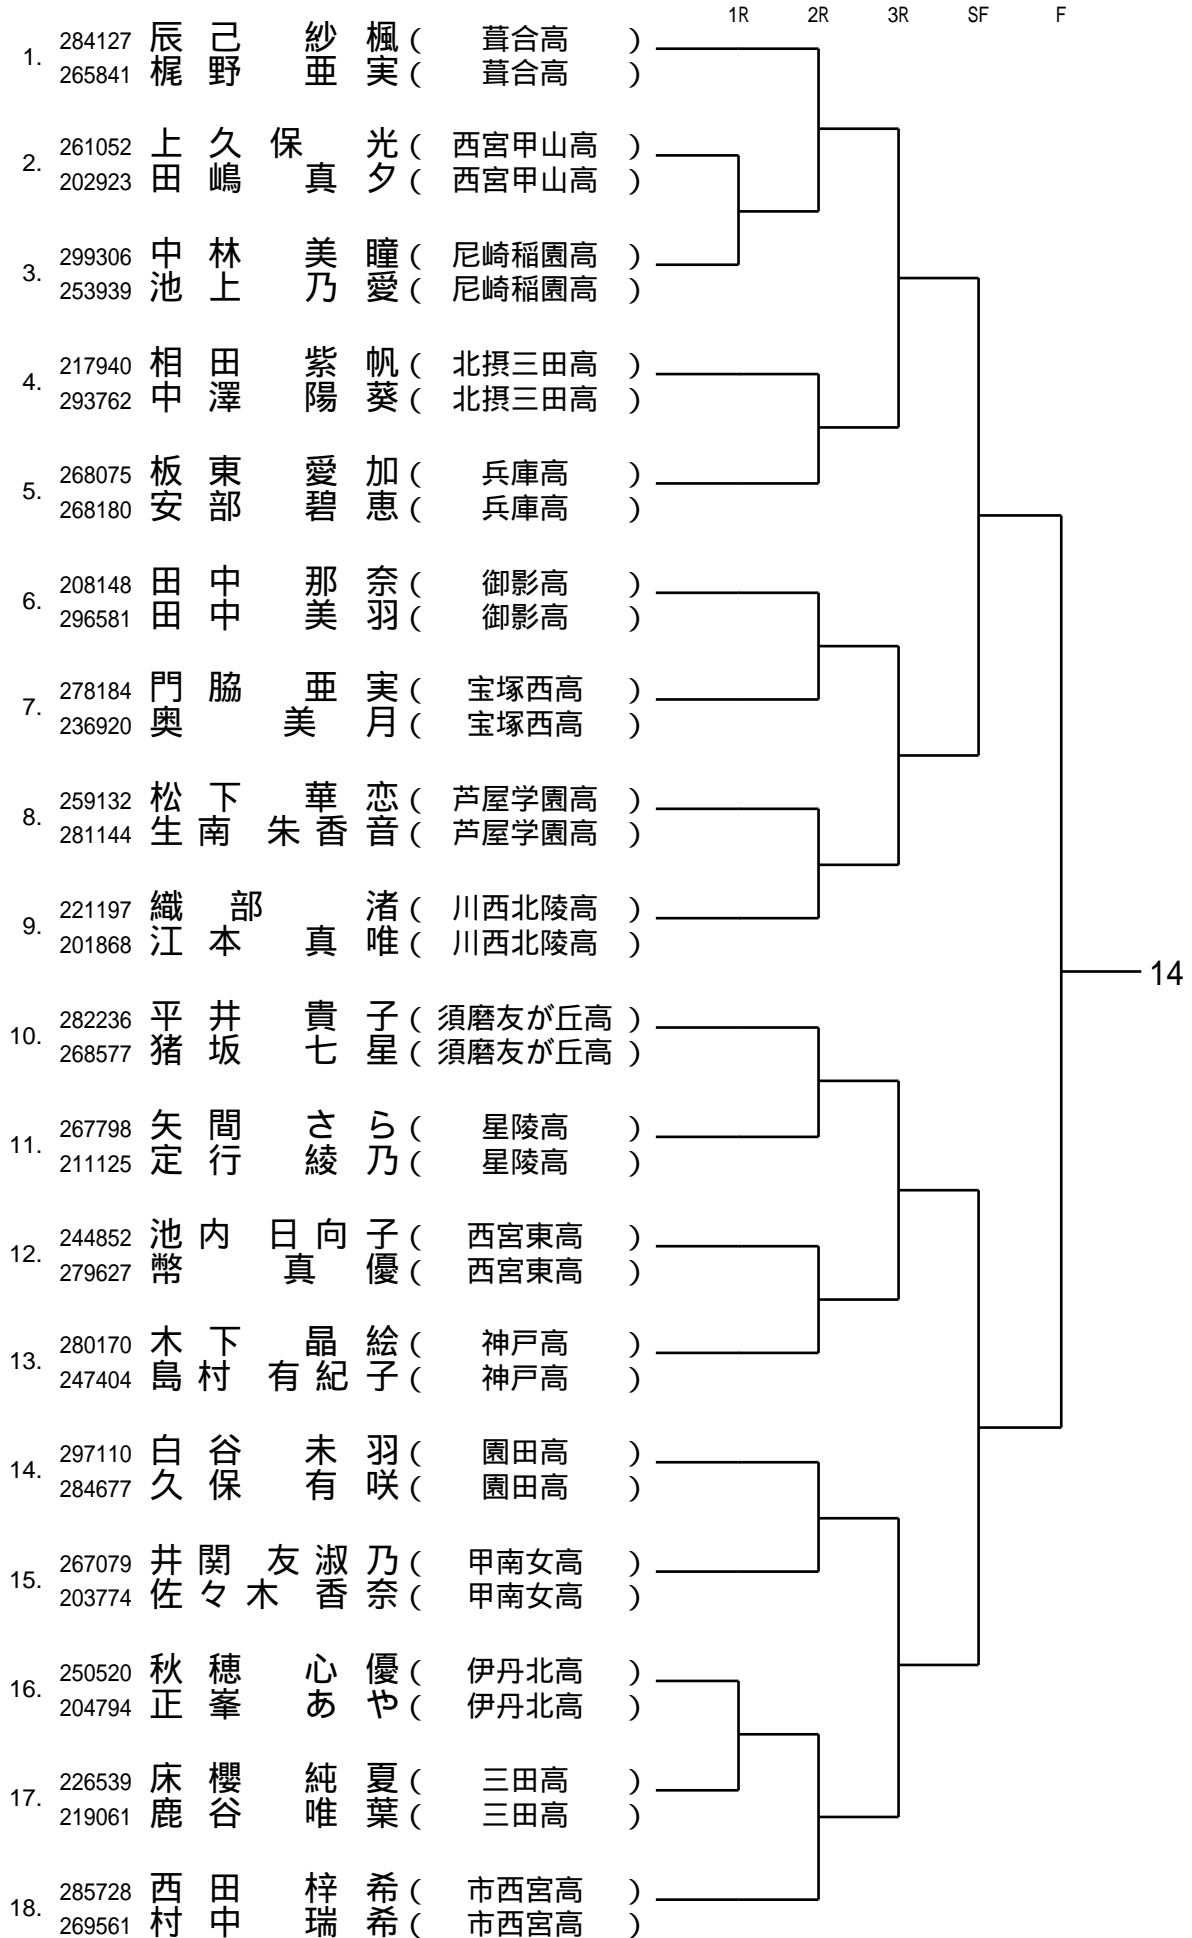 1R 2R 3R SF F
1. 284127 辰己 紗楓 ( 葺合高 )
265841 梶野 亜実 ( 葺合高 )
2. 261052 上久保 光 ( 西宮甲山高 )
202923 田嶋 真夕 ( 西宮甲山高 )
3. 299306 中林 美瞳 ( 尼崎稲園高 )
253939 池上 乃愛 ( 尼崎稲園高 )
4. 217940 相田 紫帆 ( 北摂三田高 )
293762 中澤 陽葵 ( 北摂三田高 )
5. 268075 板東 愛加 ( 兵庫高 )
268180 安部 碧恵 ( 兵庫高 )
6. 208148 田中 那奈 ( 御影高 )
296581 田中 美羽 ( 御影高 )
7. 278184 門脇 亜実 ( 宝塚西高 )
236920 奥 美月 ( 宝塚西高 )
8. 259132 松下 華恋 ( 芦屋学園高 )
281144 生南 朱香音 ( 芦屋学園高 )
9. 221197 織部 渚 ( 川西北陵高 )
201868 江本 真唯 ( 川西北陵高 )
14
10. 282236 平井 貴子 ( 須磨友が丘高 )
268577 猪坂 七星 ( 須磨友が丘高 )
11. 267798 矢間 さら ( 星陵高 )
211125 定行 綾乃 ( 星陵高 )
12. 244852 池内 日向子 ( 西宮東高 )
279627 幣 真優 ( 西宮東高 )
13. 280170 木下 晶絵 ( 神戸高 )
247404 島村 有紀子 ( 神戸高 )
14. 297110 白谷 未羽 ( 園田高 )
284677 久保 有咲 ( 園田高 )
15. 267079 井関 友淑乃 ( 甲南女高 )
203774 佐々木 香奈 ( 甲南女高 )
16. 250520 秋穂 心優 ( 伊丹北高 )
204794 正峯 あや ( 伊丹北高 )
17. 226539 床櫻 純夏 ( 三田高 )
219061 鹿谷 唯葉 ( 三田高 )
18. 285728 西田 梓希 ( 市西宮高 )
269561 村中 瑞希 ( 市西宮高 )